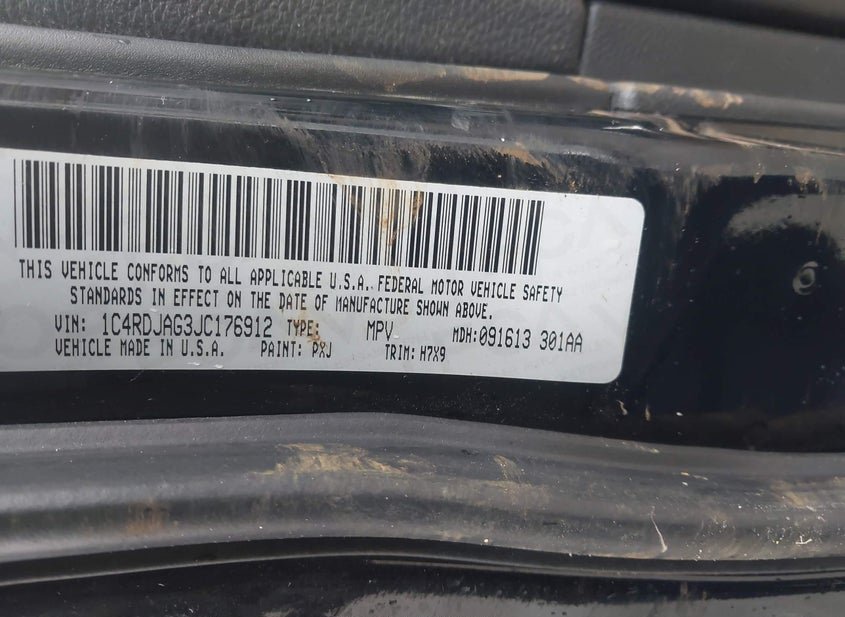 THIS VEHICLE CONFORMS TO ALL APPLICABLE U.S.A. FEDERAL MOTOR VEHICLE SAFETY
STANDARDS IN EFFECT ON THE DATE OF MANUFACTURE SHOWN ABOVE.
VIN: 1C4RDJAG3JC176912 TYPE: MPV MDH:091613 301AA
VEHICLE MADE IN U.S.A. PAINT: PXJ TRIM: H7X9